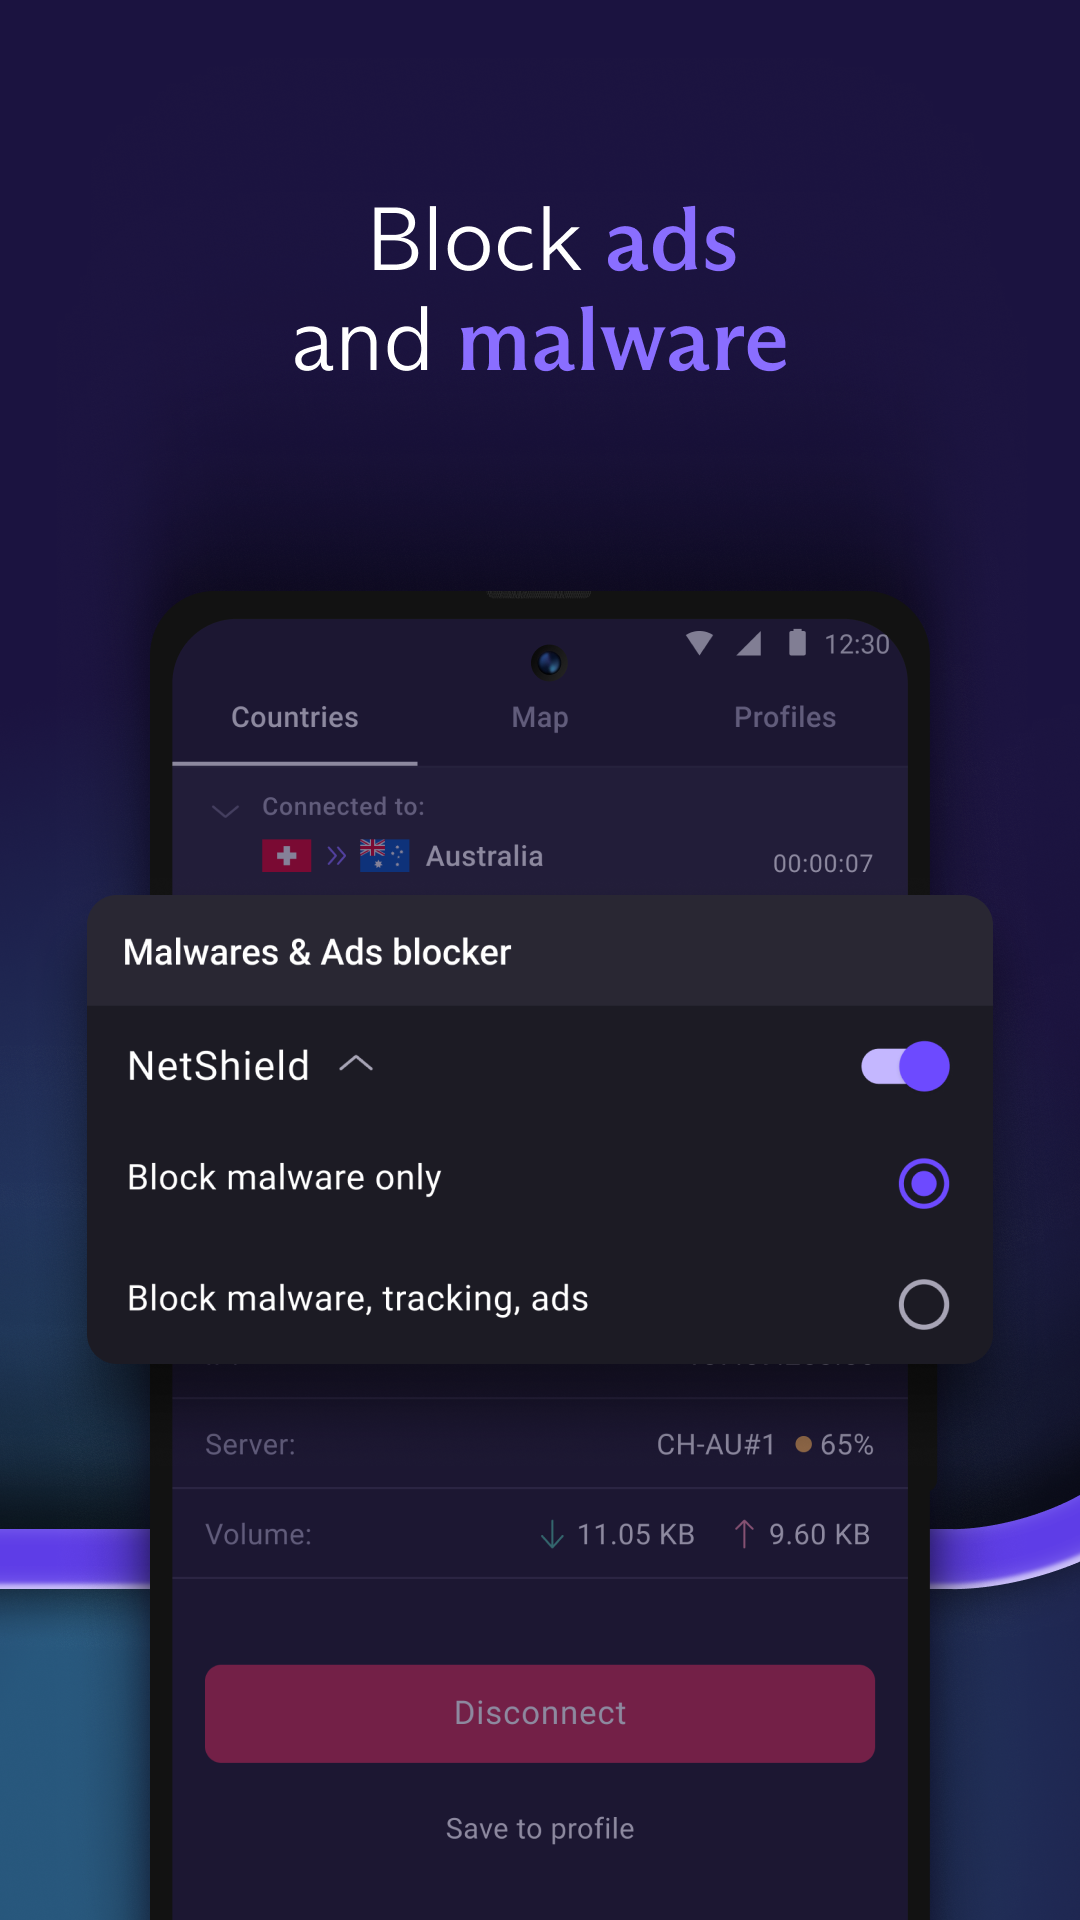 Block ads
and malware
12:30
Countries Map Profiles
Connected to:
Australia 00:00:07
Malwares & Ads blocker
NetShield
Block malware only
Block malware, tracking, ads
Server: CH-AU#1 65%
Volume: 11.05 KB 9.60 KB
Disconnect
Save to profile